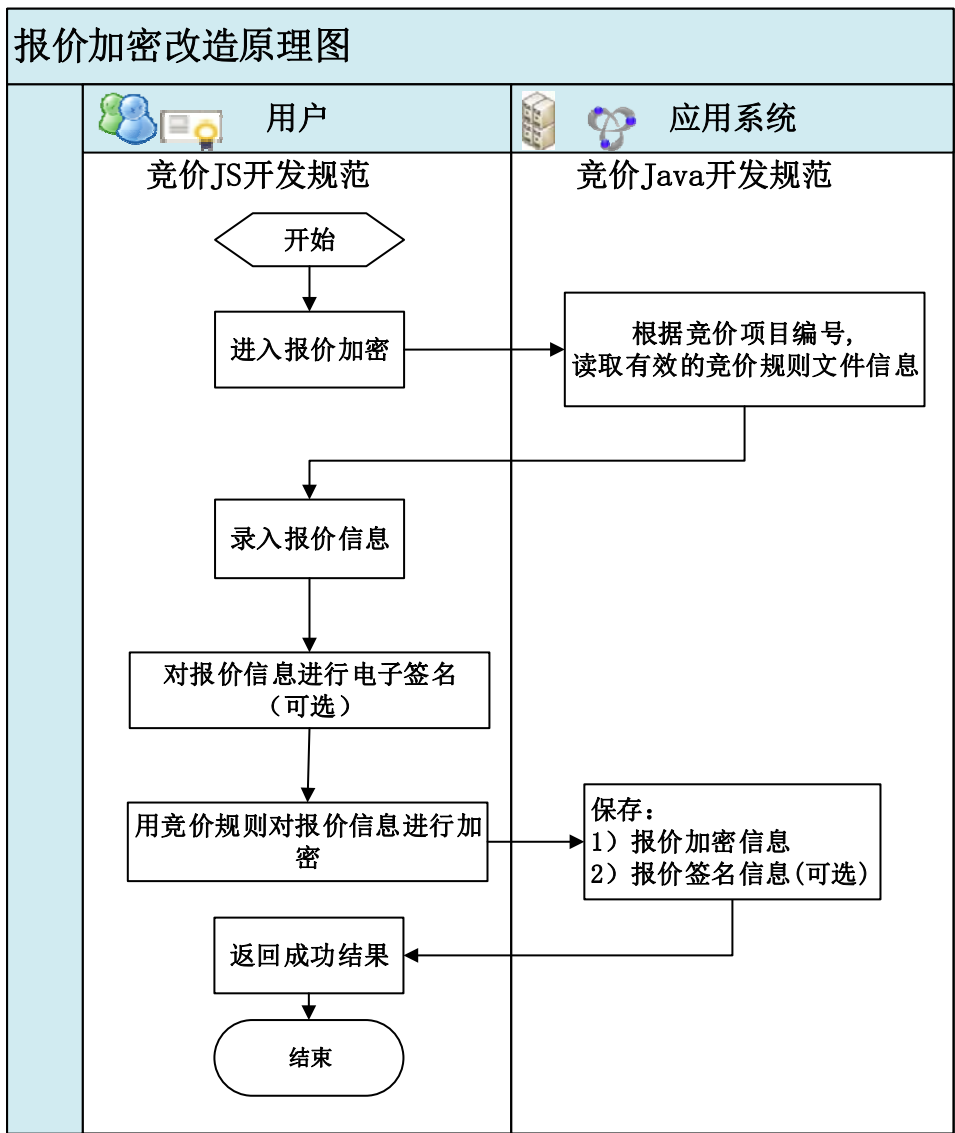 报价加密改造原理图
用户
应用系统
竞价JS开发规范
竞价Java开发规范
开始
进入报价加密
根据竞价项目编号,
读取有效的竞价规则文件信息
录入报价信息
对报价信息进行电子签名
（可选）
用竞价规则对报价信息进行加
密
保存：
1）报价加密信息
2）报价签名信息(可选)
返回成功结果
结束